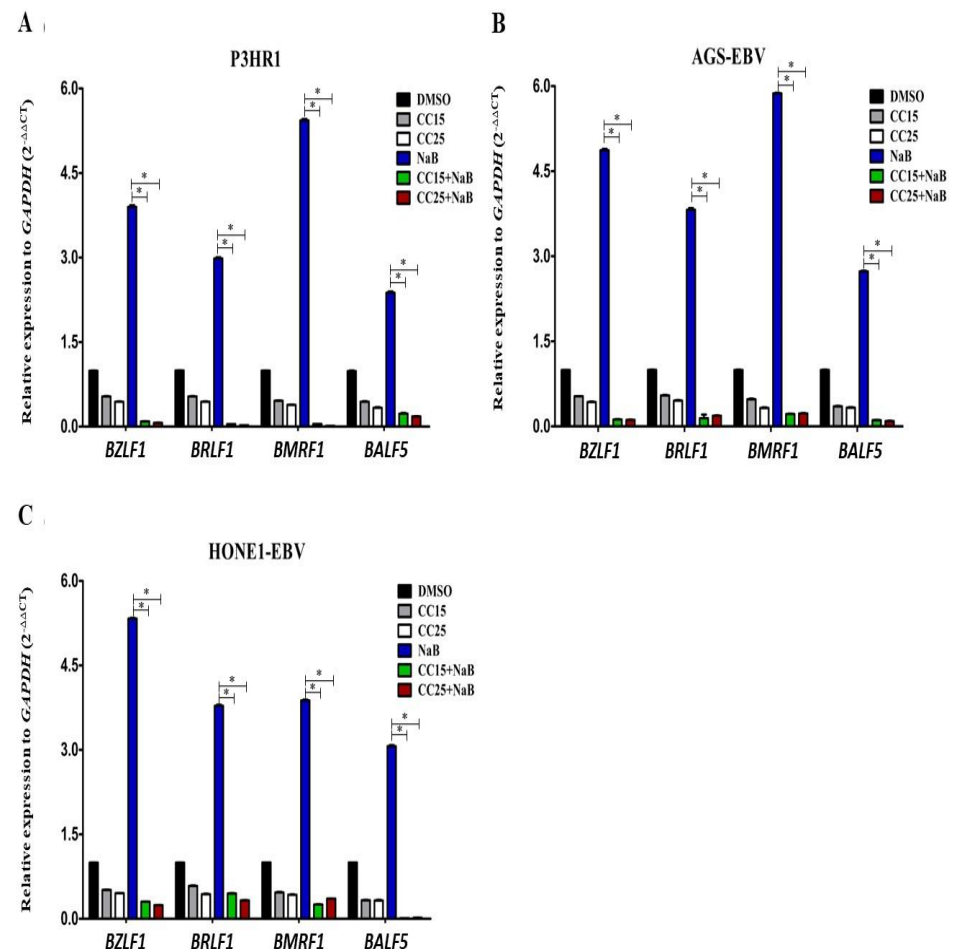 A
P3HR1
Relative expression to GAPDH (2-ΔΔCT)
6.0
4.5
3.0
1.5
0.0
* * * * * * * *
DMSO
CC15
CC25
NaB
CC15+NaB
CC25+NaB
BZLF1 BRLF1 BMRF1 BALF5
B
AGS-EBV
Relative expression to GAPDH (2-ΔΔCT)
6.0
4.5
3.0
1.5
0.0
* * * * * * * *
DMSO
CC15
CC25
NaB
CC15+NaB
CC25+NaB
BZLF1 BRLF1 BMRF1 BALF5
C
HONE1-EBV
Relative expression to GAPDH (2-ΔΔCT)
6.0
4.5
3.0
1.5
0.0
* * * * * * * *
DMSO
CC15
CC25
NaB
CC15+NaB
CC25+NaB
BZLF1 BRLF1 BMRF1 BALF5